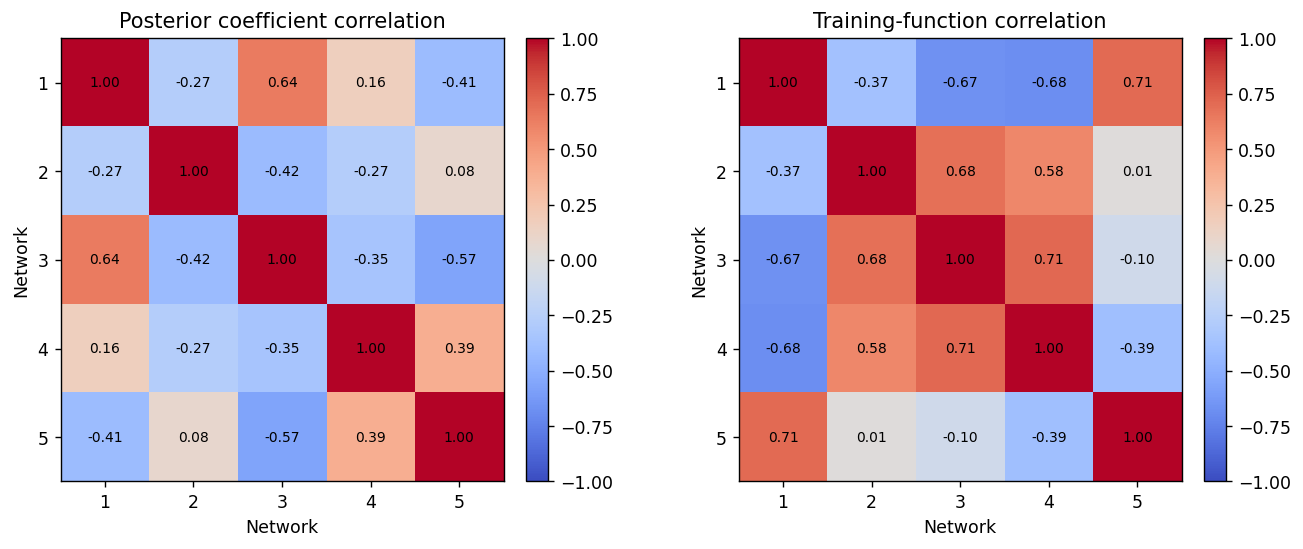 Posterior coefficient correlation
1 1.00 -0.27 0.64 0.16 -0.41
2 -0.27 1.00 -0.42 -0.27 0.08
3 0.64 -0.42 1.00 -0.35 -0.57
4 0.16 -0.27 -0.35 1.00 0.39
5 -0.41 0.08 -0.57 0.39 1.00
1 2 3 4 5
Network
Network
1.00
0.75
0.50
0.25
0.00
−0.25
−0.50
−0.75
−1.00
Training-function correlation
1 1.00 -0.37 -0.67 -0.68 0.71
2 -0.37 1.00 0.68 0.58 0.01
3 -0.67 0.68 1.00 0.71 -0.10
4 -0.68 0.58 0.71 1.00 -0.39
5 0.71 0.01 -0.10 -0.39 1.00
1 2 3 4 5
Network
Network
1.00
0.75
0.50
0.25
0.00
−0.25
−0.50
−0.75
−1.00